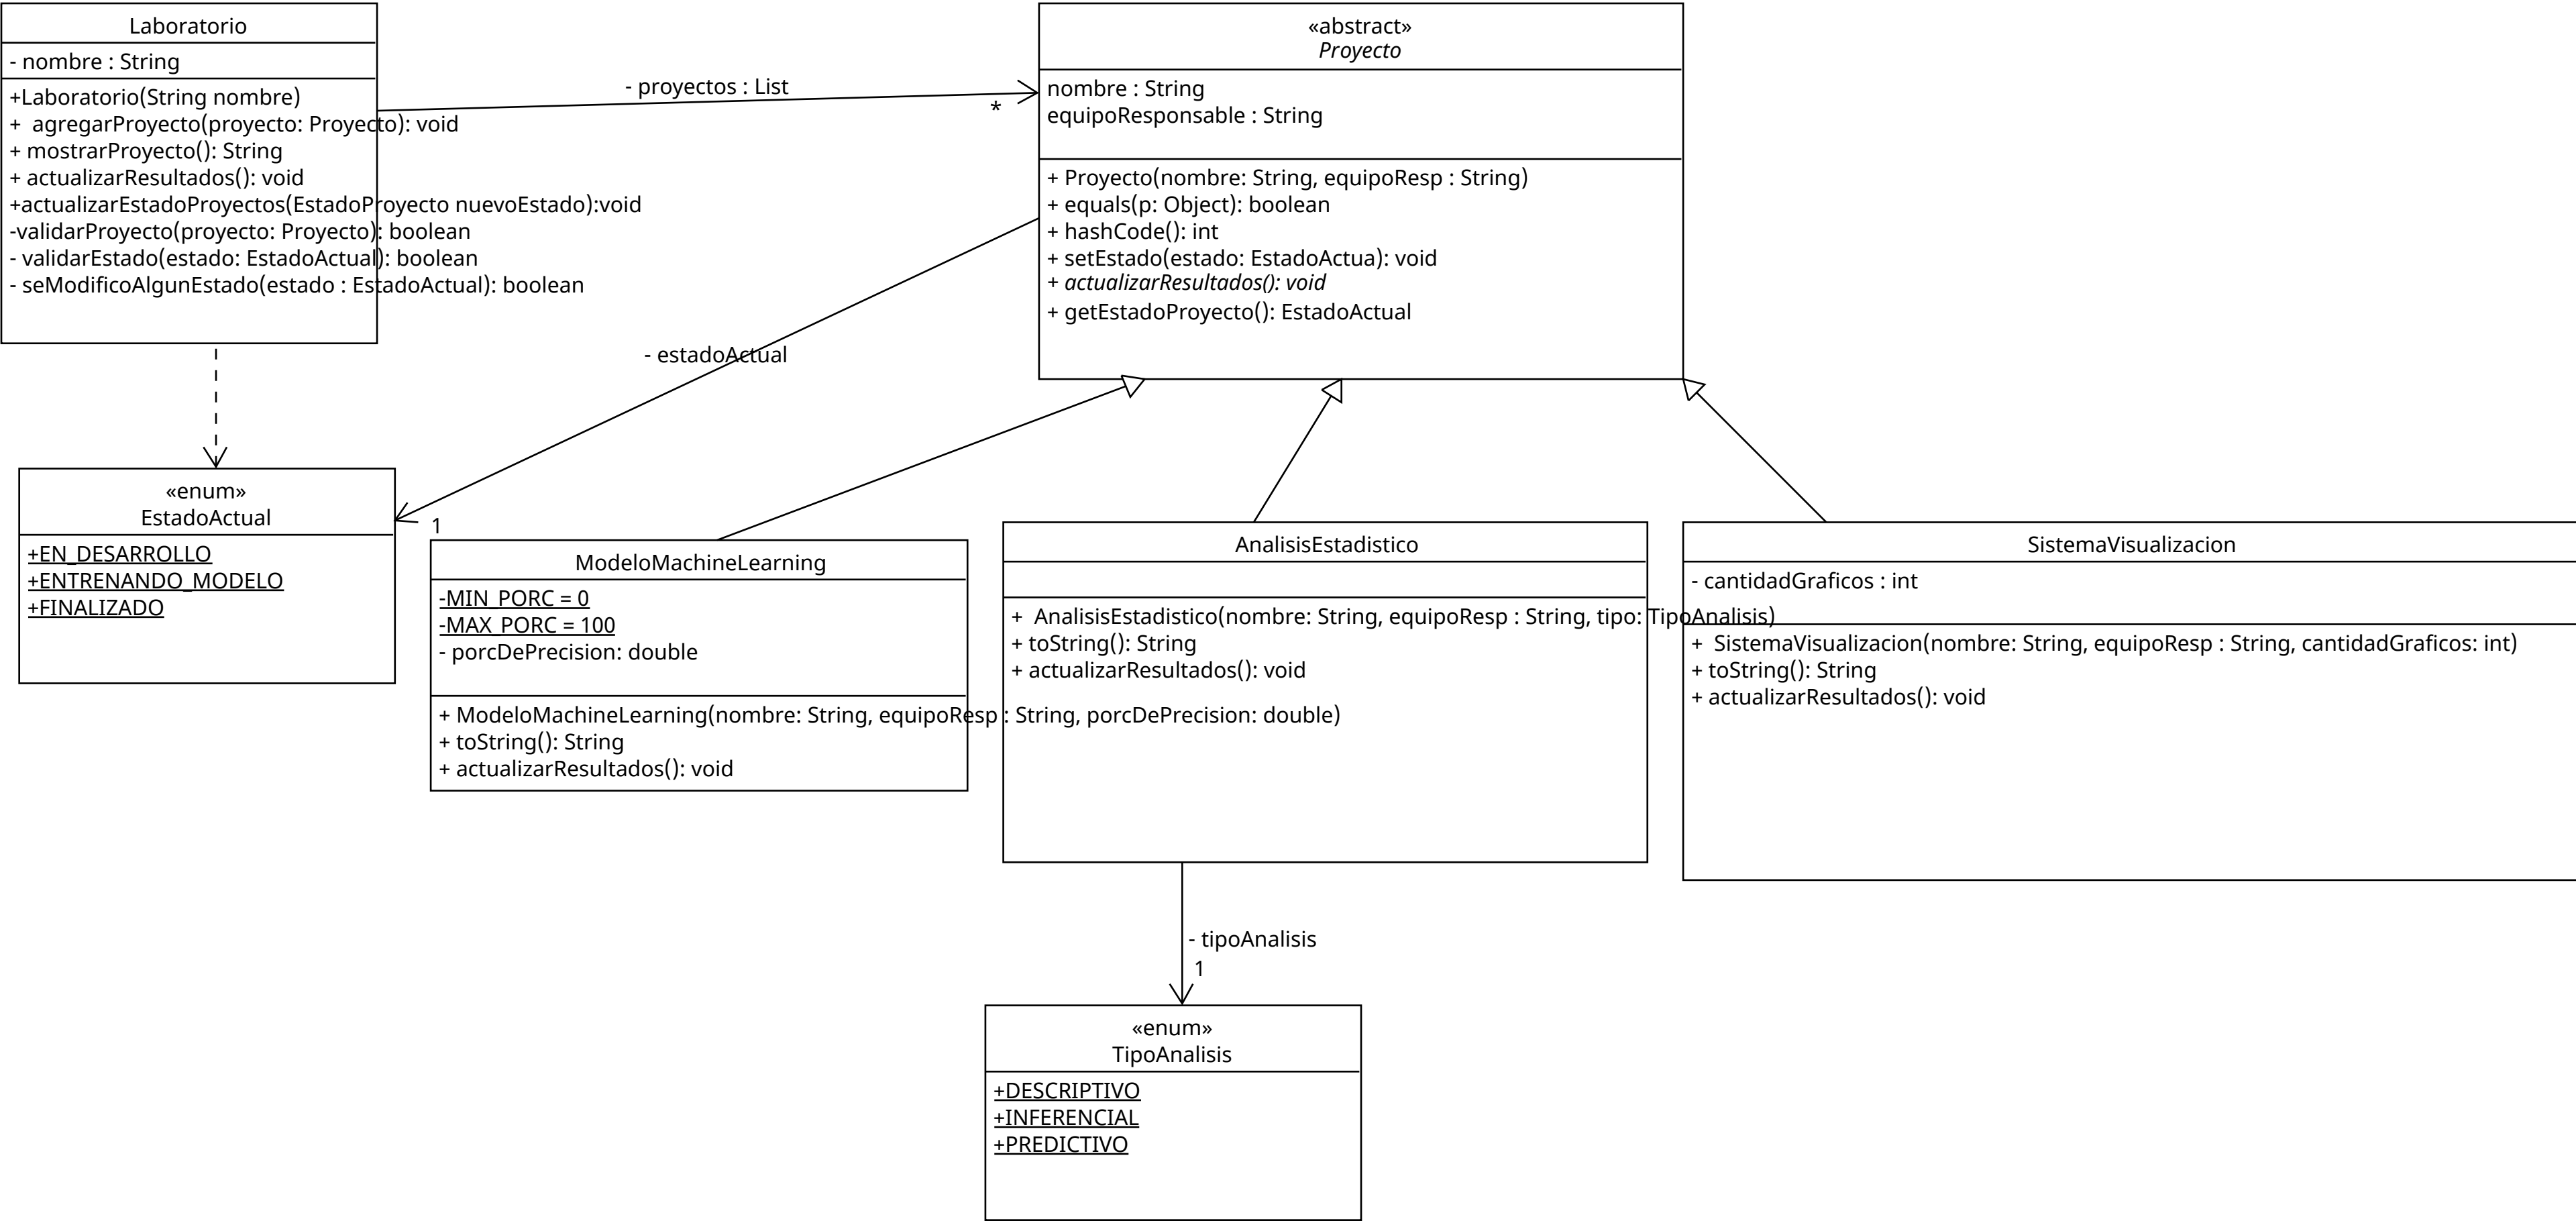 Laboratorio
- nombre : String
+Laboratorio(String nombre)
+  agregarProyecto(proyecto: Proyecto): void
+ mostrarProyecto(): String
+ actualizarResultados(): void
+actualizarEstadoProyectos(EstadoProyecto nuevoEstado):void
-validarProyecto(proyecto: Proyecto): boolean
- validarEstado(estado: EstadoActual): boolean
- seModificoAlgunEstado(estado : EstadoActual): boolean
- proyectos : List
*
«abstract»
Proyecto
nombre : String
equipoResponsable : String
+ Proyecto(nombre: String, equipoResp : String)
+ equals(p: Object): boolean
+ hashCode(): int
+ setEstado(estado: EstadoActua): void
+ actualizarResultados(): void
+ getEstadoProyecto(): EstadoActual
- estadoActual
1
«enum»
EstadoActual
+EN_DESARROLLO
+ENTRENANDO_MODELO
+FINALIZADO
ModeloMachineLearning
-MIN_PORC = 0
-MAX_PORC = 100
- porcDePrecision: double
+ ModeloMachineLearning(nombre: String, equipoResp : String, porcDePrecision: double)
+ toString(): String
+ actualizarResultados(): void
AnalisisEstadistico
+  AnalisisEstadistico(nombre: String, equipoResp : String, tipo: TipoAnalisis)
+ toString(): String
+ actualizarResultados(): void
SistemaVisualizacion
- cantidadGraficos : int
+  SistemaVisualizacion(nombre: String, equipoResp : String, cantidadGraficos: int)
+ toString(): String
+ actualizarResultados(): void
- tipoAnalisis
1
«enum»
TipoAnalisis
+DESCRIPTIVO
+INFERENCIAL
+PREDICTIVO